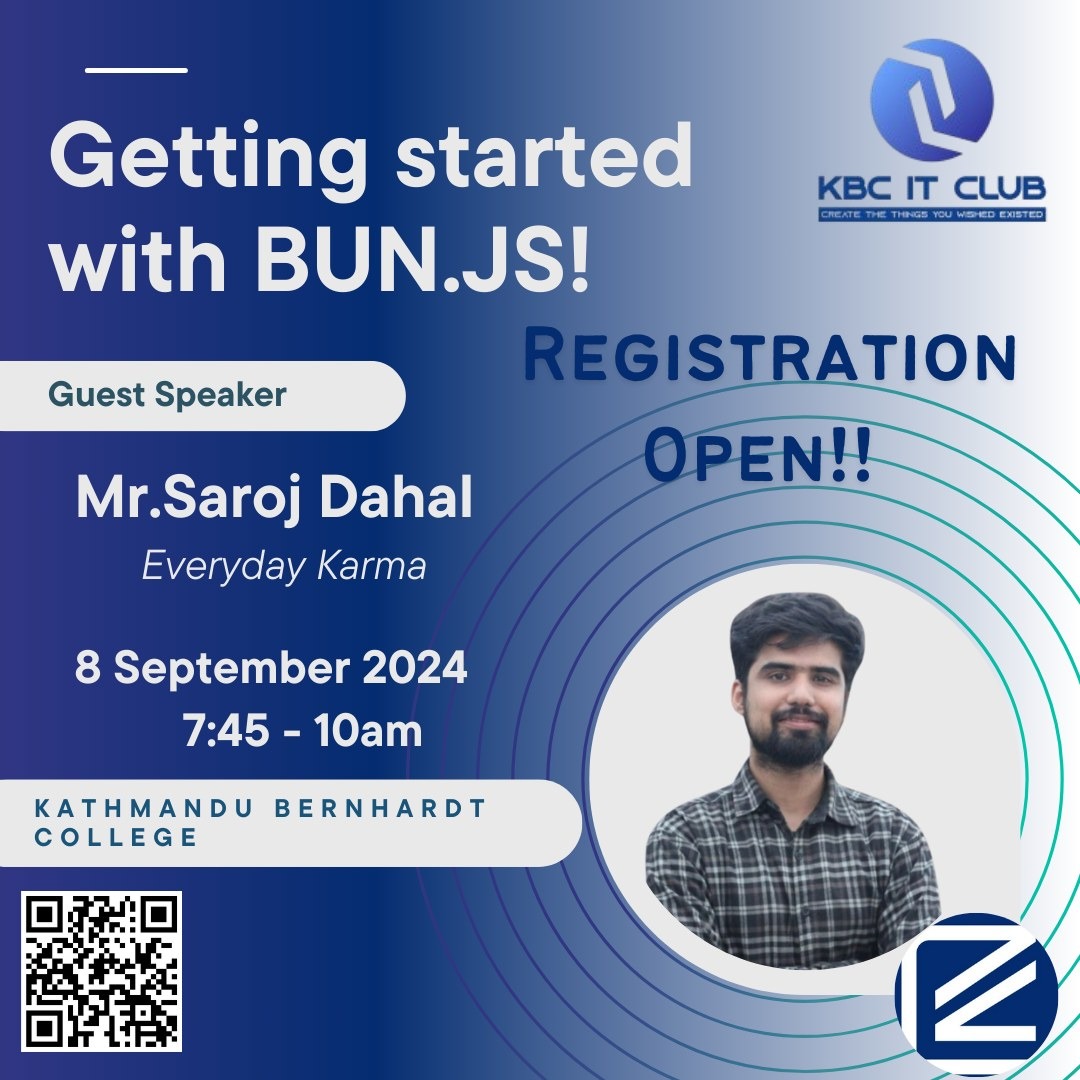 Getting started
with BUN.JS!
KBC IT CLUB
CREATE THE THINGS YOU WISHED EXISTED
REGISTRATION
OPEN!!
Guest Speaker
Mr.Saroj Dahal
Everyday Karma
8 September 2024
7:45 - 10am
KATHMANDU BERNHARDT
COLLEGE